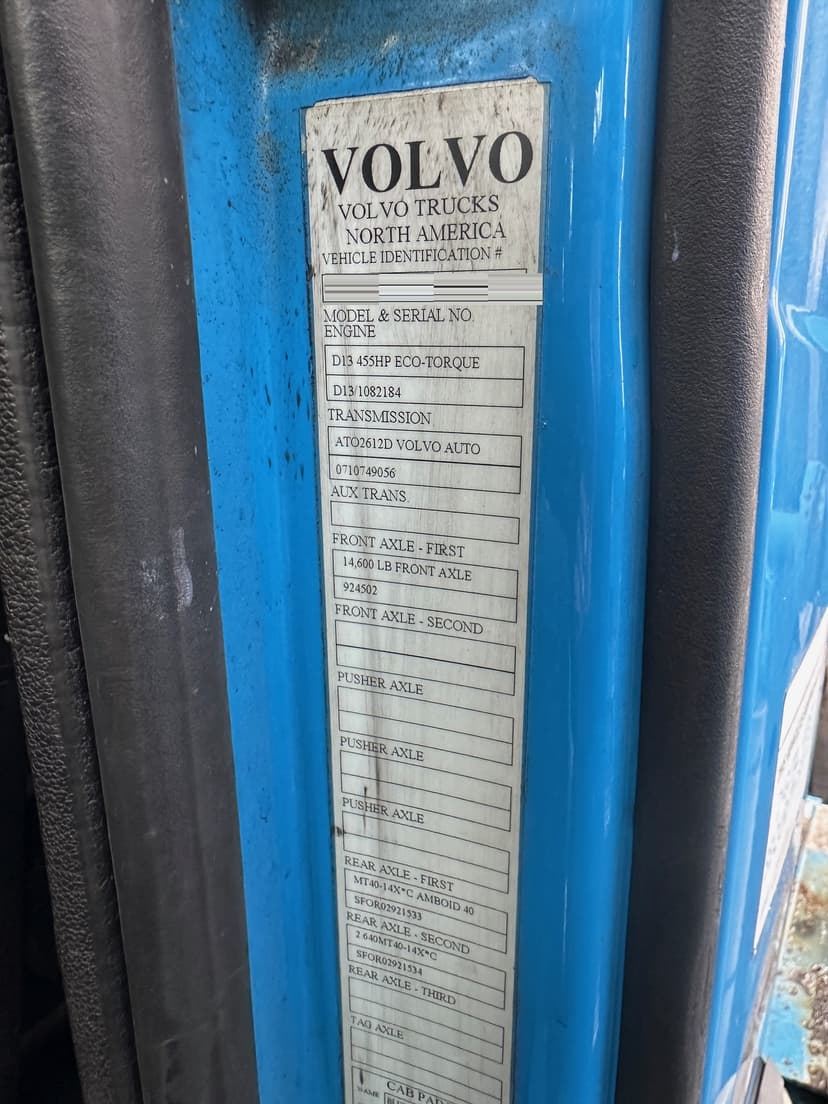 VOLVO
VOLVO TRUCKS
NORTH AMERICA
VEHICLE IDENTIFICATION #
MODEL & SERIAL NO.
ENGINE
D13 455HP ECO-TORQUE
D13/1082184
TRANSMISSION
ATO2612D VOLVO AUTO
0710749056
AUX TRANS.
FRONT AXLE - FIRST
14,600 LB FRONT AXLE
924502
FRONT AXLE - SECOND
PUSHER AXLE
PUSHER AXLE
PUSHER AXLE
REAR AXLE - FIRST
MT40-14X*C AMBOID 40
SFOR02921533
REAR AXLE - SECOND
2 640MT40-14X*C
SFOR02921534
REAR AXLE - THIRD
TAG AXLE
CAB
NAME